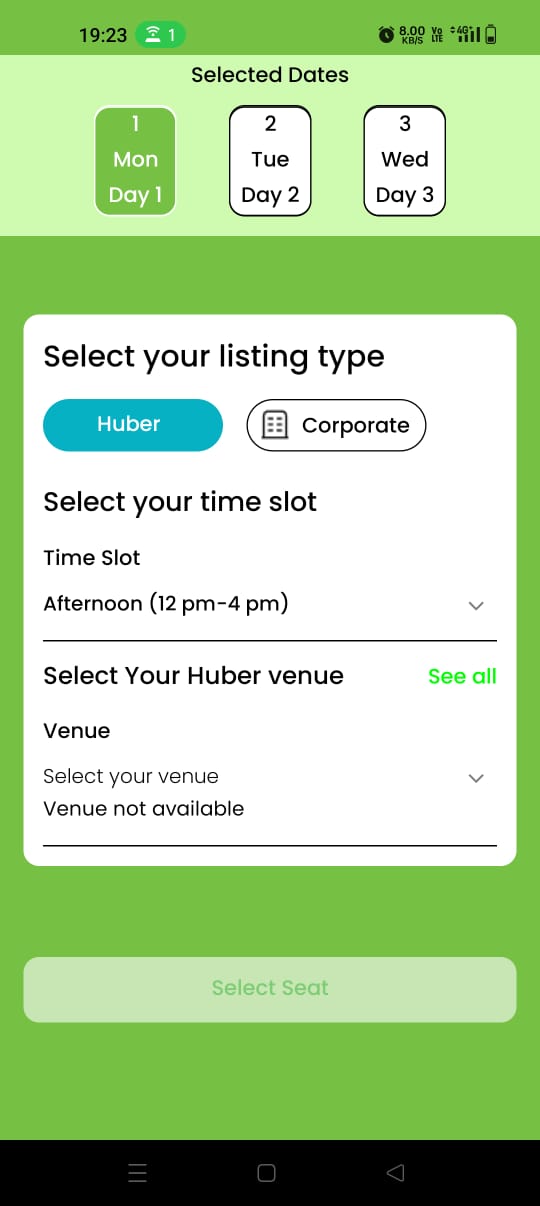 19:23 1 8.00 KB/S VO LTE 4G+
Selected Dates
1 2 3
Mon Tue Wed
Day 1 Day 2 Day 3
Select your listing type
Huber Corporate
Select your time slot
Time Slot
Afternoon (12 pm-4 pm)
Select Your Huber venue See all
Venue
Select your venue
Venue not available
Select Seat